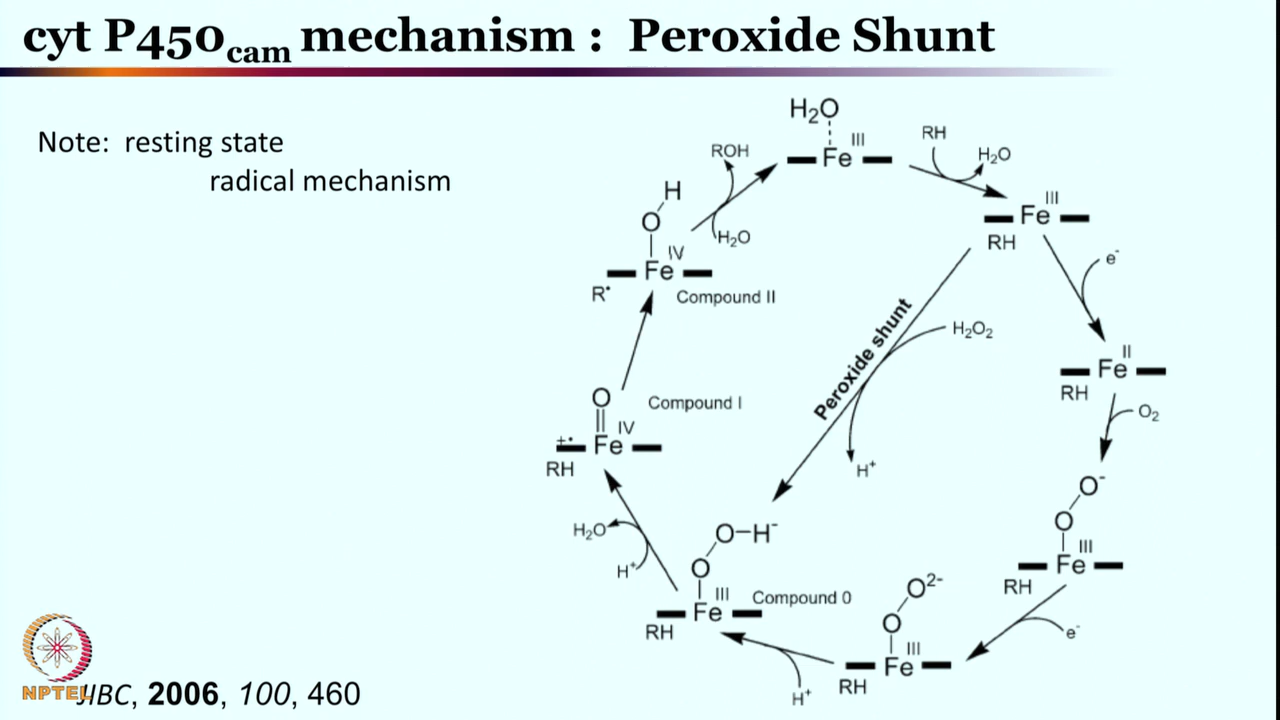 cyt P450cam mechanism : Peroxide Shunt
Note: resting state
radical mechanism
H2O
III
Fe
RH
H2O
III
Fe
RH
e-
II
Fe
RH
O2
O-
O
III
Fe
RH
e-
O2-
O
III
Fe
RH
H+
O-H-
O
III
Fe
Compound 0
RH
H+
H2O
O
Compound I
IV
+•
Fe
RH
H
O
IV
Fe
R•
Compound II
ROH
H2O
Peroxide shunt
H2O2
H+
NPTEL
JIBC, 2006, 100, 460